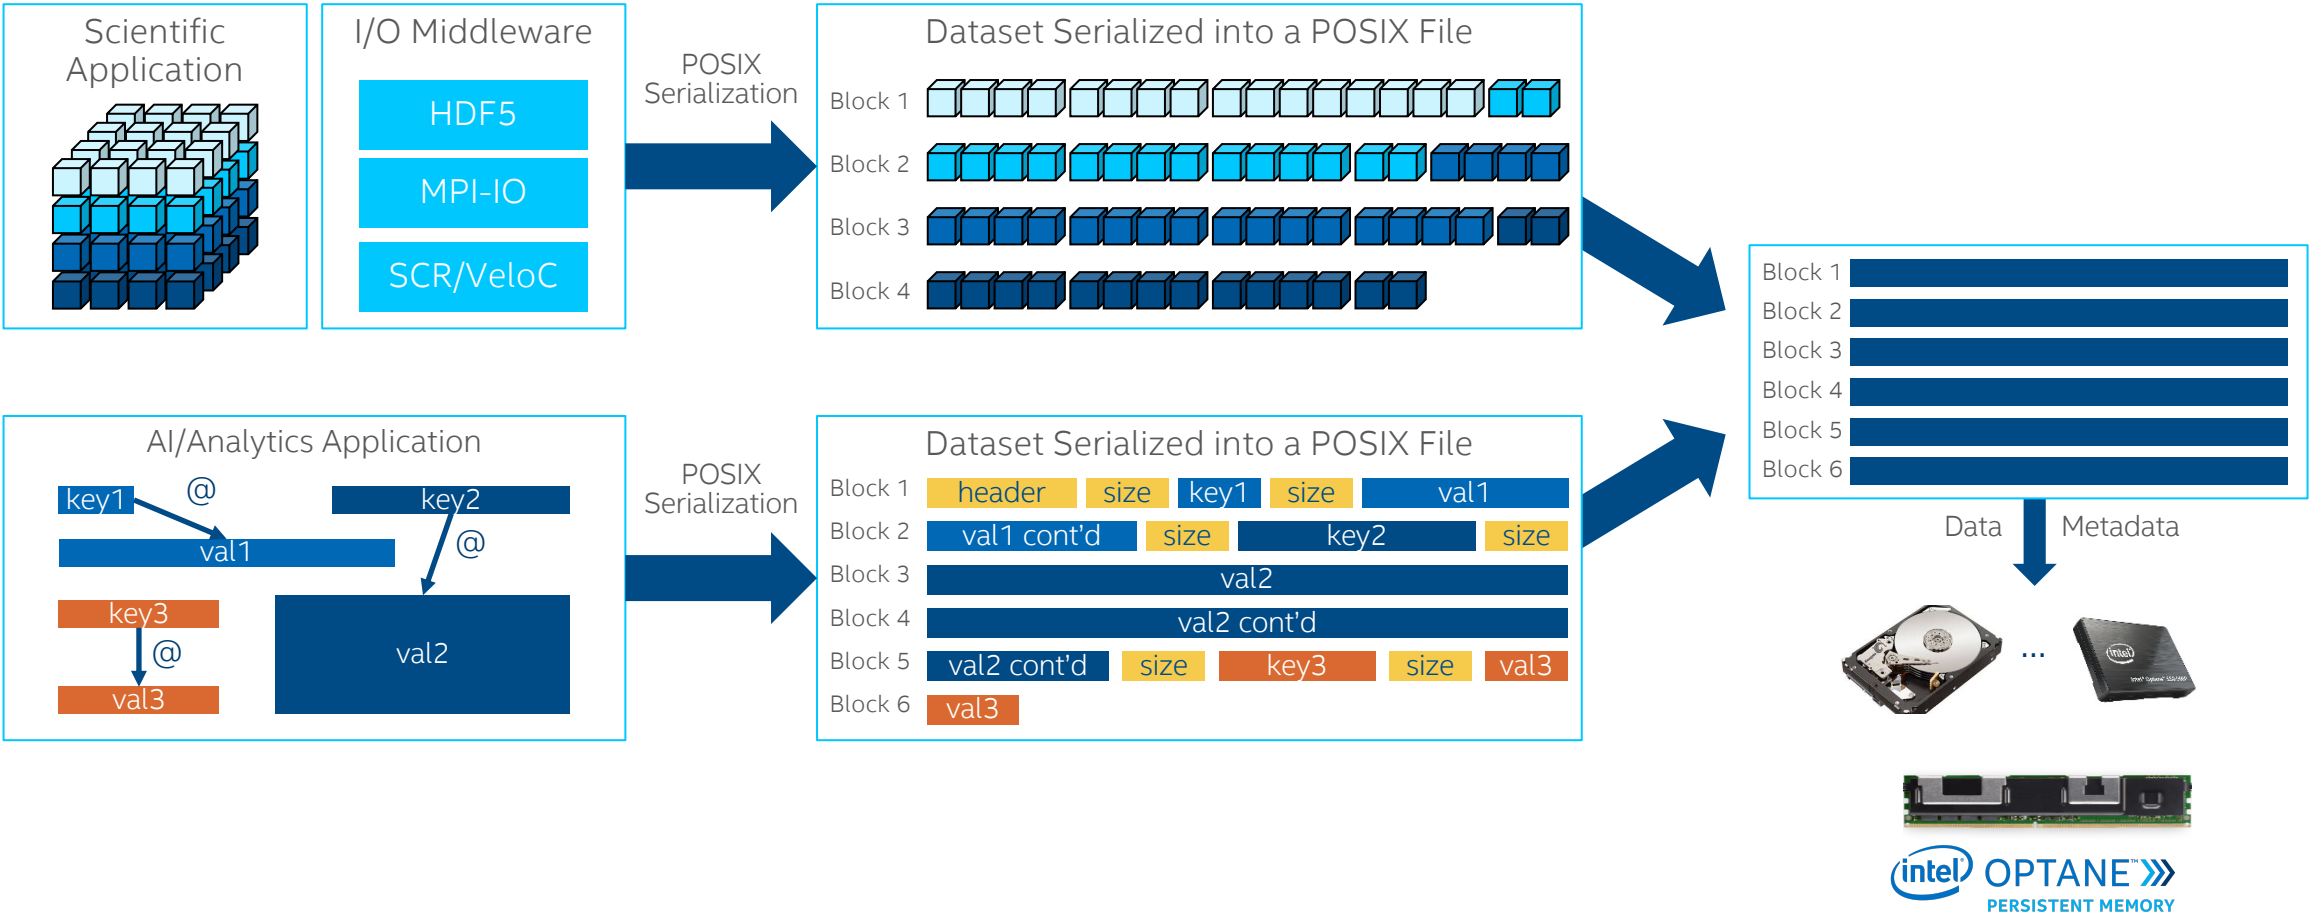 Scientific
Application
I/O Middleware
HDF5
MPI-IO
SCR/VeloC
POSIX
Serialization
Dataset Serialized into a POSIX File
Block 1
Block 2
Block 3
Block 4
AI/Analytics Application
key1
@
key2
val1
@
key3
@
val2
val3
POSIX
Serialization
Dataset Serialized into a POSIX File
Block 1 header size key1 size val1
Block 2 val1 cont'd size key2 size
Block 3 val2
Block 4 val2 cont'd
Block 5 val2 cont'd size key3 size val3
Block 6 val3
Block 1
Block 2
Block 3
Block 4
Block 5
Block 6
Data Metadata
...
(intel)
intel OPTANE™
PERSISTENT MEMORY